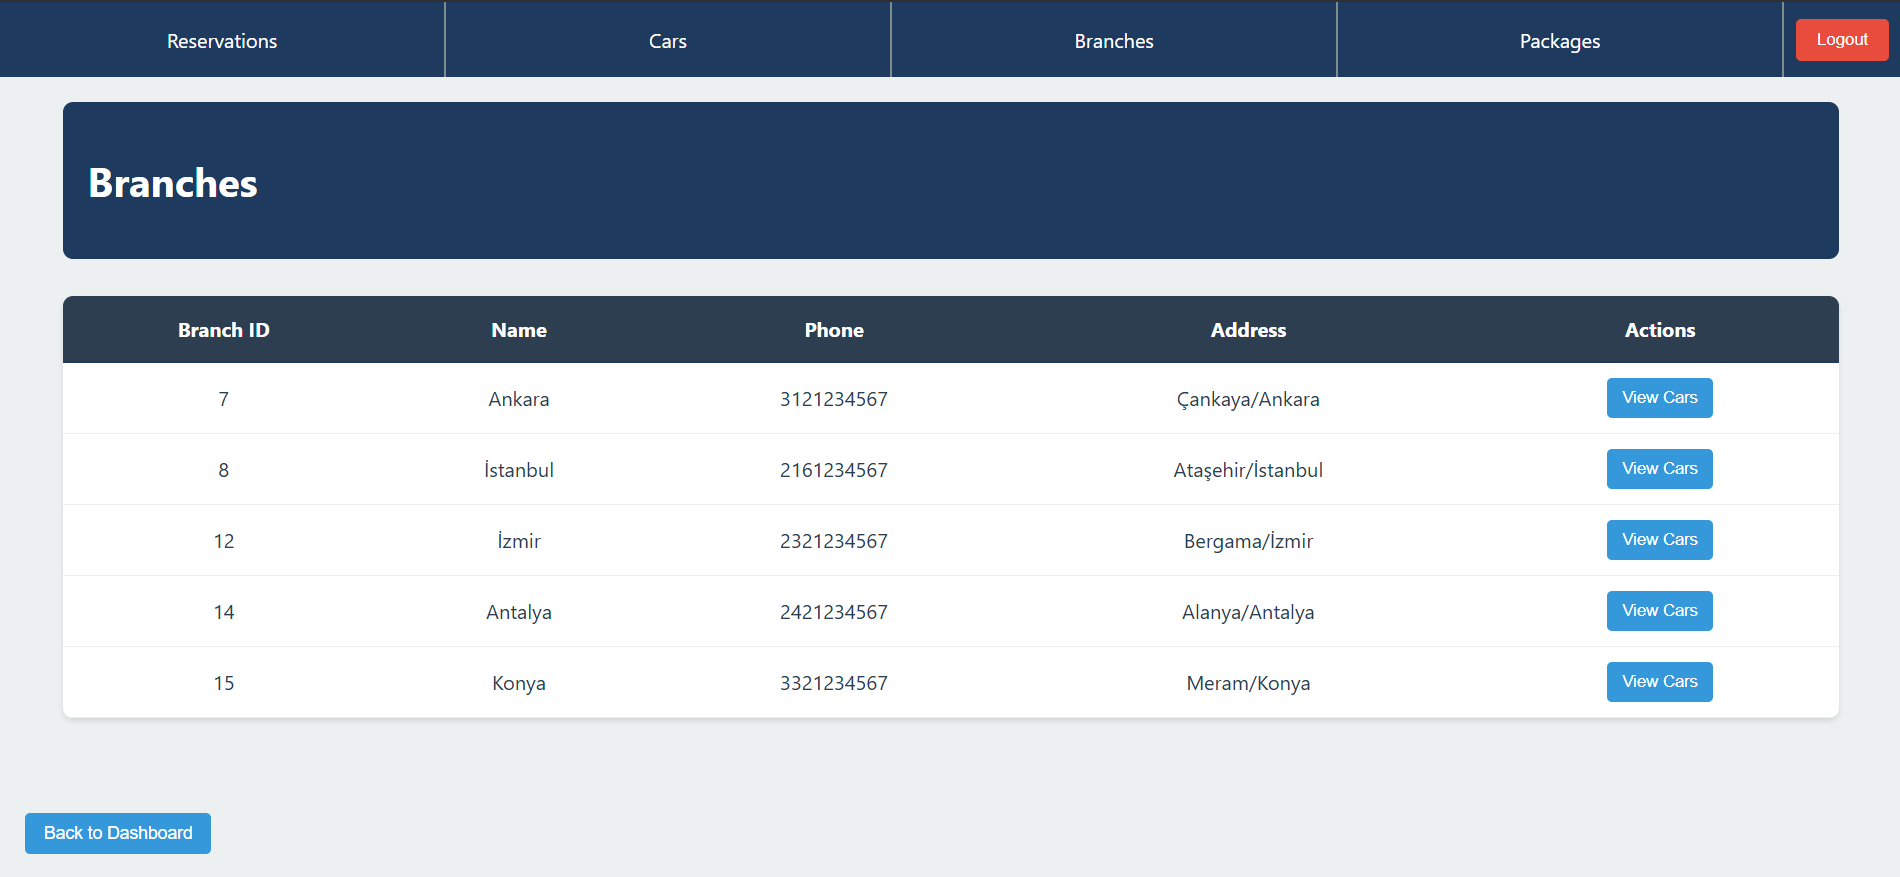 Reservations Cars Branches Packages Logout
Branches
Branch ID Name Phone Address Actions
7 Ankara 3121234567 Çankaya/Ankara View Cars
8 İstanbul 2161234567 Ataşehir/İstanbul View Cars
12 İzmir 2321234567 Bergama/İzmir View Cars
14 Antalya 2421234567 Alanya/Antalya View Cars
15 Konya 3321234567 Meram/Konya View Cars
Back to Dashboard